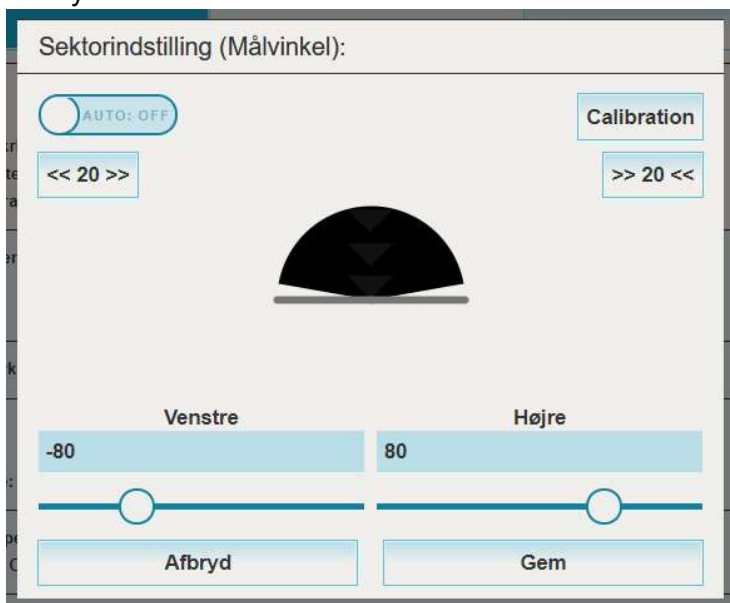 Sektorindstilling (Målvinkel):
AUTO: OFF
Calibration
<< 20 >>
>> 20 <<
Venstre
Højre
-80
80
Afbryd
Gem